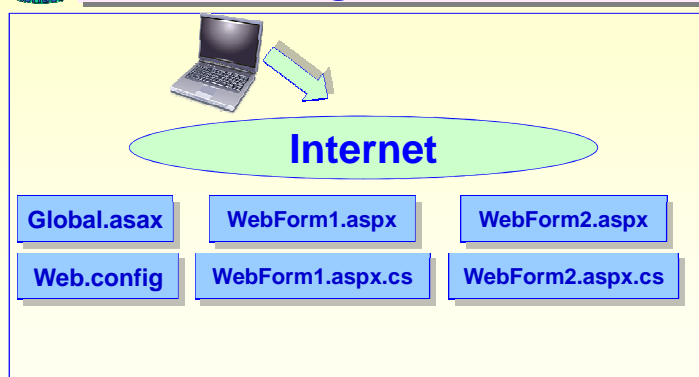 Internet
Global.asax WebForm1.aspx WebForm2.aspx
Web.config WebForm1.aspx.cs WebForm2.aspx.cs